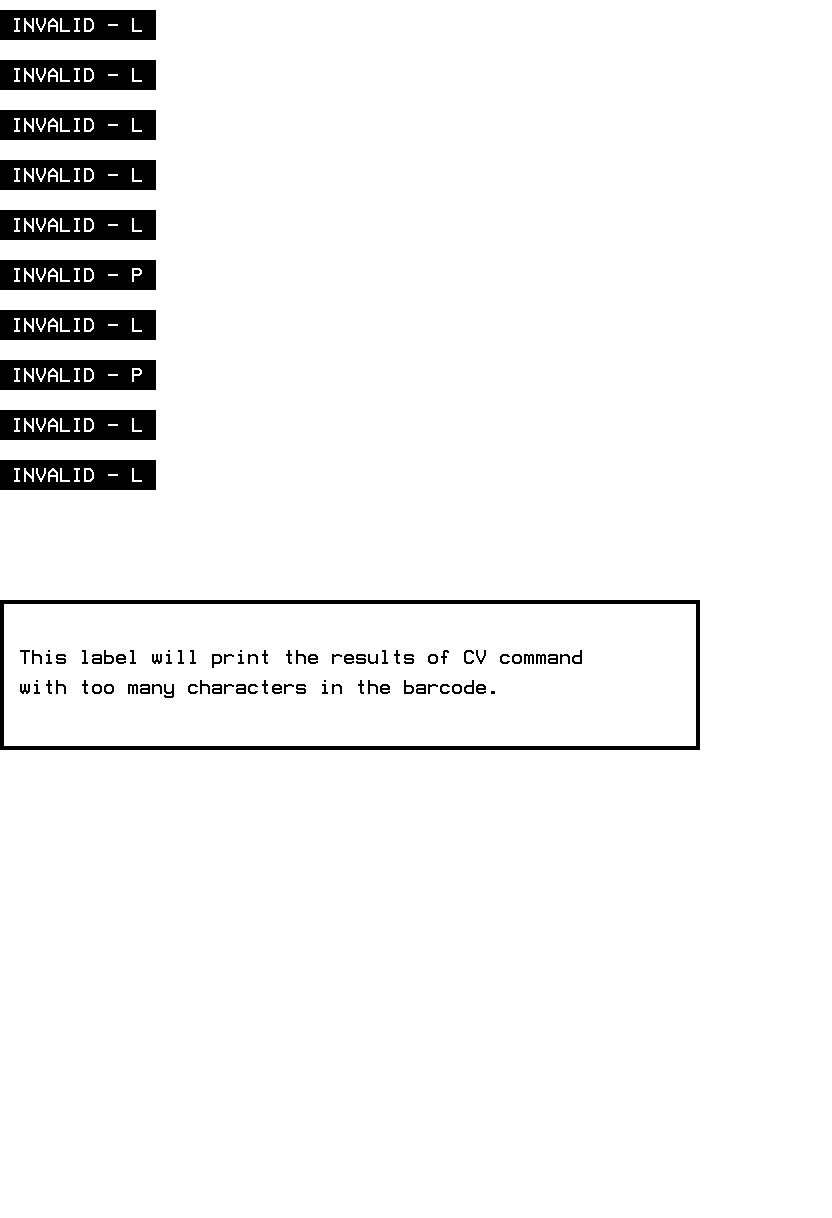 INVALID - L
INVALID - L
INVALID - L
INVALID - L
INVALID - L
INVALID - P
INVALID - L
INVALID - P
INVALID - L
INVALID - L
This label will print the results of CV command
with too many characters in the barcode.